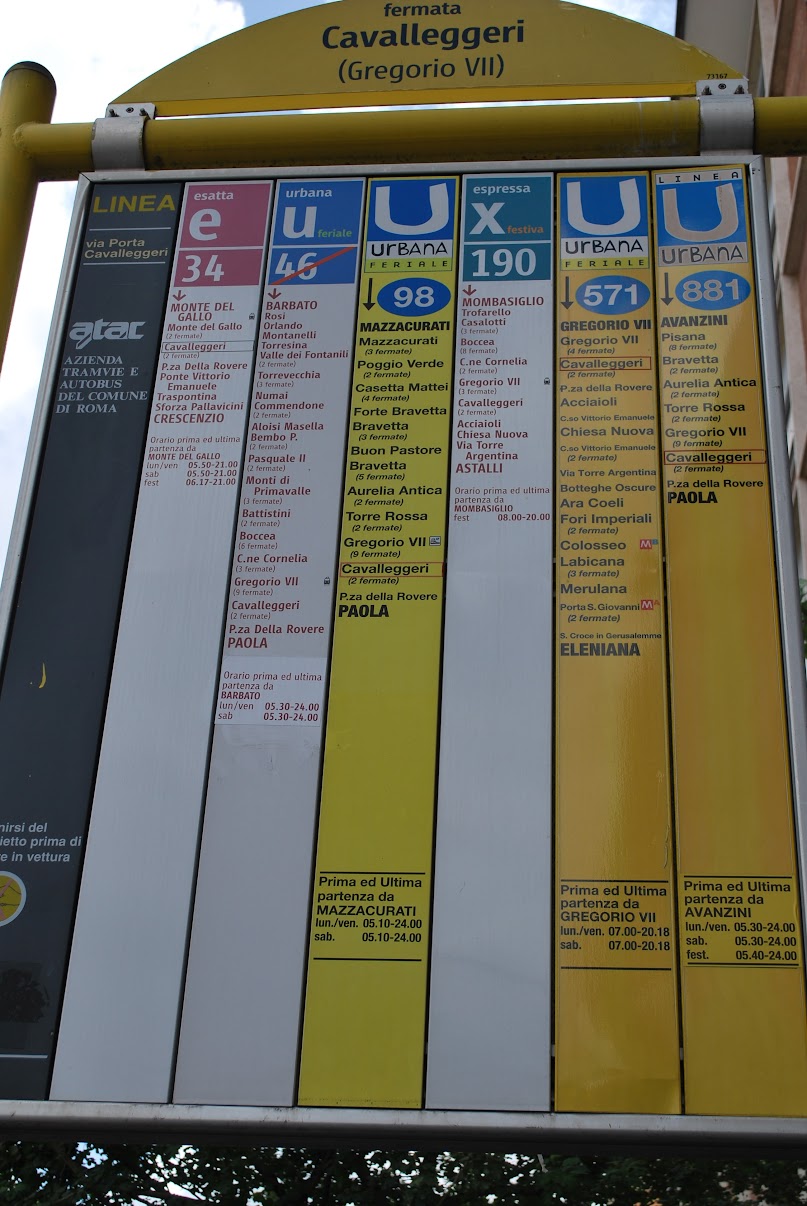 fermata
Cavalleggeri
(Gregorio VII)
73167
LINEA
via Porta
Cavalleggeri
atac
AZIENDA
TRAMVIE E
AUTOBUS
DEL COMUNE
DI ROMA
nirsi del
ietto prima di
e in vettura
esatta
e
34
MONTE DEL
GALLO
Monte del Gallo
(2 fermate)
Cavalleggeri
(2 fermate)
P.za Della Rovere
Ponte Vittorio
Emanuele
Traspontina
Sforza Pallavicini
CRESCENZIO
Orario prima ed ultima
partenza da
MONTE DEL GALLO
lun/ven 05.50-21.00
sab 05.50-21.00
fest 06.17-21.00
urbana
u feriale
46
BARBATO
Rosi
Orlando
Montanelli
Torresina
Valle dei Fontanili
(2 fermate)
Torrevecchia
(3 fermate)
Numai
Commendone
(2 fermate)
Aloisi Masella
Bembo P.
(2 fermate)
Pasquale II
(2 fermate)
Monti di
Primavalle
(3 fermate)
Battistini
(2 fermate)
Boccea
(6 fermate)
C.ne Cornelia
(3 fermate)
Gregorio VII
(9 fermate)
Cavalleggeri
(2 fermate)
P.za Della Rovere
PAOLA
Orario prima ed ultima
partenza da
BARBATO
lun/ven 05.30-24.00
sab 05.30-24.00
U
URBANA
FERIALE
98
MAZZACURATI
Mazzacurati
(3 fermate)
Poggio Verde
(2 fermate)
Casetta Mattei
(4 fermate)
Forte Bravetta
Bravetta
(3 fermate)
Buon Pastore
Bravetta
(5 fermate)
Aurelia Antica
(2 fermate)
Torre Rossa
(2 fermate)
Gregorio VII
(9 fermate)
Cavalleggeri
(2 fermate)
P.za della Rovere
PAOLA
Prima ed Ultima
partenza da
MAZZACURATI
lun./ven. 05.10-24.00
sab. 05.10-24.00
espressa
x festiva
190
MOMBASIGLIO
Trofarello
Casalotti
(3 fermate)
Boccea
(8 fermate)
C.ne Cornelia
(2 fermate)
Gregorio VII
(3 fermate)
Cavalleggeri
(2 fermate)
Acciaioli
Chiesa Nuova
Via Torre
Argentina
ASTALLI
Orario prima ed ultima
partenza da
MOMBASIGLIO
fest 08.00-20.00
U
URBANA
FERIALE
571
GREGORIO VII
Gregorio VII
(4 fermate)
Cavalleggeri
(2 fermate)
P.za della Rovere
Acciaioli
C.so Vittorio Emanuele
Chiesa Nuova
C.so Vittorio Emanuele
(2 fermate)
Via Torre Argentina
Botteghe Oscure
Ara Coeli
Fori Imperiali
(2 fermate)
Colosseo M
Labicana
(3 fermate)
Merulana
Porta S.Giovanni M
(2 fermate)
S. Croce in Gerusalemme
ELENIANA
Prima ed Ultima
partenza da
GREGORIO VII
lun./ven. 07.00-20.18
sab. 07.00-20.18
LINEA
U
URBANA
881
AVANZINI
Pisana
(8 fermate)
Bravetta
(2 fermate)
Aurelia Antica
(2 fermate)
Torre Rossa
(2 fermate)
Gregorio VII
(9 fermate)
Cavalleggeri
(2 fermate)
P.za della Rovere
PAOLA
Prima ed Ultima
partenza da
AVANZINI
lun./ven. 05.30-24.00
sab. 05.30-24.00
fest. 05.40-24.00